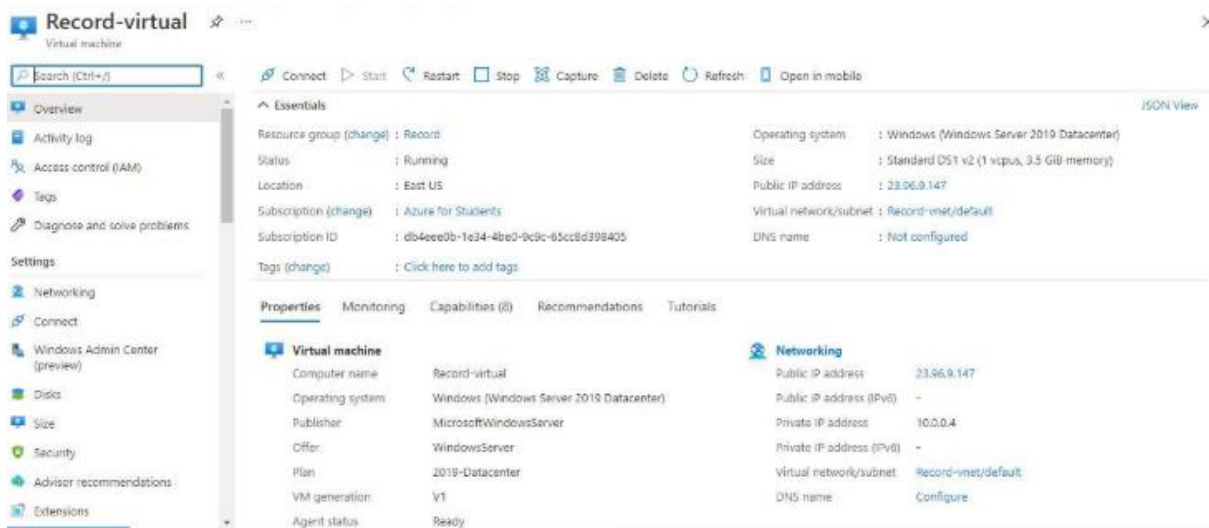 Record-virtual
Virtual machine
Search (Ctrl+/)
Overview
Activity log
Access control (IAM)
Tags
Diagnose and solve problems
Settings
Networking
Connect
Windows Admin Center
(preview)
Disks
Size
Security
Advisor recommendations
Extensions
Connect Start Restart Stop Capture Delete Refresh Open in mobile
Essentials JSON View
Resource group (change) : Record
Status : Running
Location : East US
Subscription (change) : Azure for Students
Subscription ID : db4eee0b-1e34-4be0-9c9c-65cc8d398405
Tags (change) : Click here to add tags
Operating system : Windows (Windows Server 2019 Datacenter)
Size : Standard DS1 v2 (1 vcpus, 3.5 GiB memory)
Public IP address : 23.96.9.147
Virtual network/subnet : Record-vnet/default
DNS name : Not configured
Properties Monitoring Capabilities (8) Recommendations Tutorials
Virtual machine
Computer name Record-virtual
Operating system Windows (Windows Server 2019 Datacenter)
Publisher MicrosoftWindowsServer
Offer WindowsServer
Plan 2019-Datacenter
VM generation V1
Agent status Ready
Networking
Public IP address 23.96.9.147
Public IP address (IPv6) -
Private IP address 10.0.0.4
Private IP address (IPv6) -
Virtual network/subnet Record-vnet/default
DNS name Configure